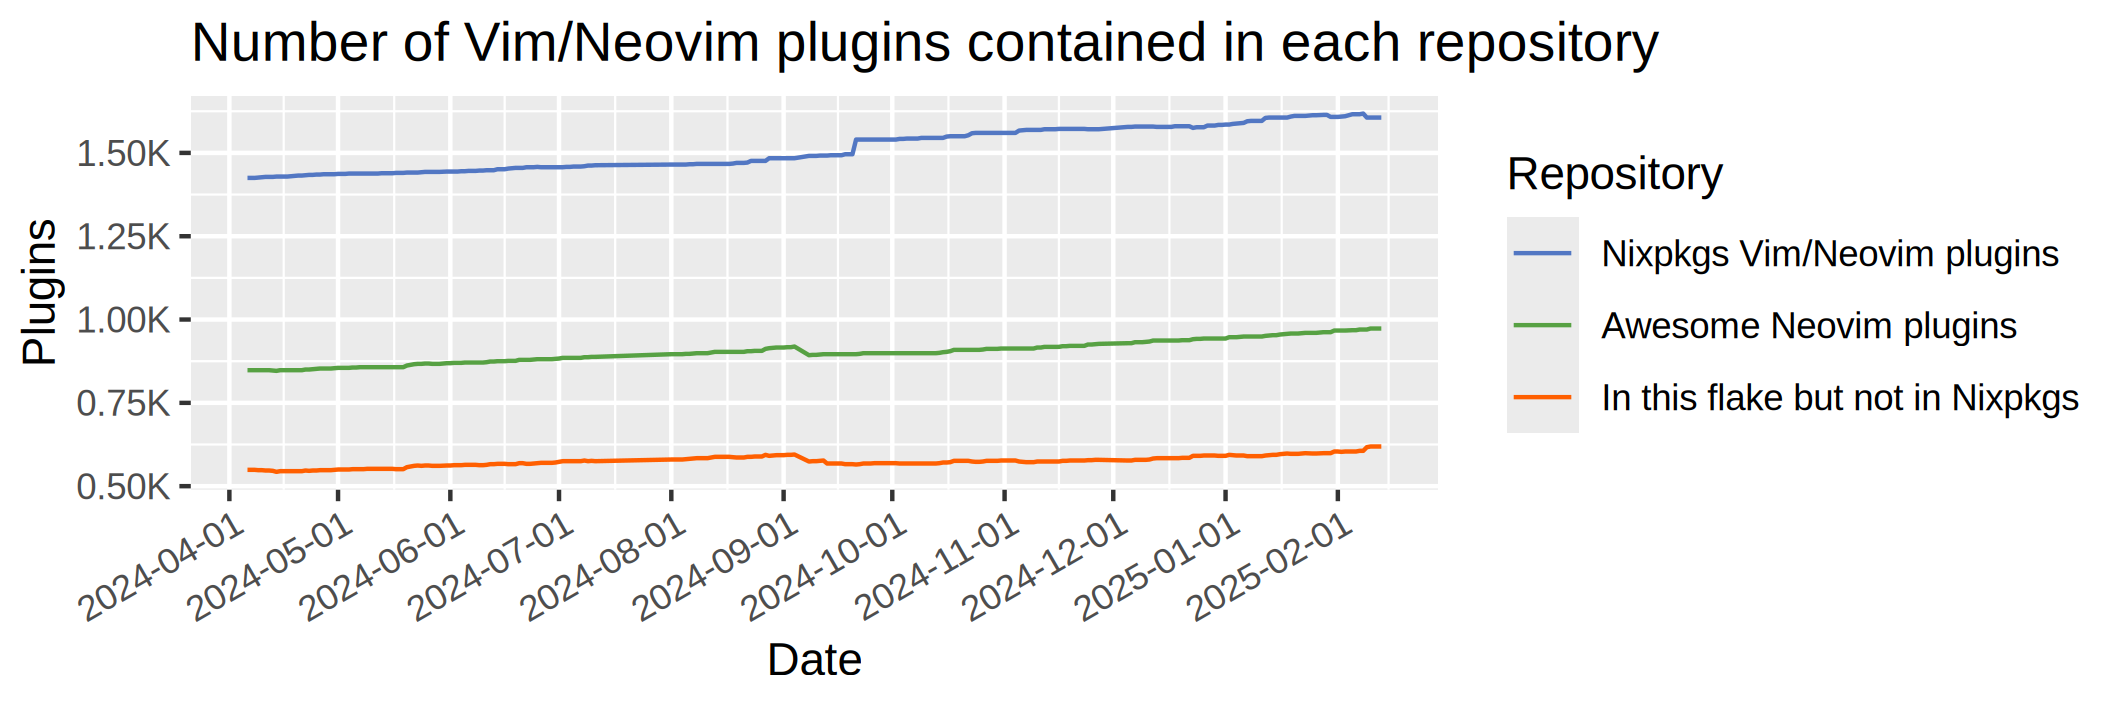 Number of Vim/Neovim plugins contained in each repository
Plugins
1.50K
1.25K
1.00K
0.75K
0.50K
2024-04-01
2024-05-01
2024-06-01
2024-07-01
2024-08-01
2024-09-01
2024-10-01
2024-11-01
2024-12-01
2025-01-01
2025-02-01
Date
Repository
Nixpkgs Vim/Neovim plugins
Awesome Neovim plugins
In this flake but not in Nixpkgs